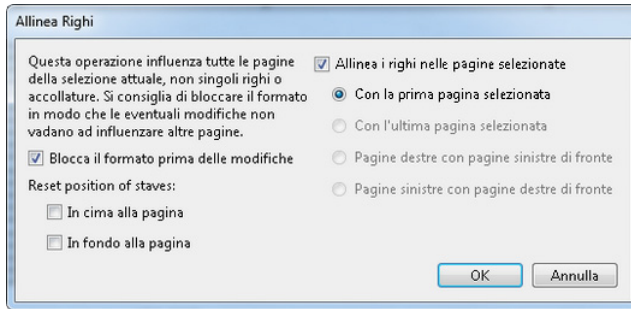 Allinea Righi
Questa operazione influenza tutte le pagine
della selezione attuale, non singoli righi o
accollature. Si consiglia di bloccare il formato
in modo che le eventuali modifiche non
vadano ad influenzare altre pagine.
Blocca il formato prima delle modifiche
Reset position of staves:
In cima alla pagina
In fondo alla pagina
Allinea i righi nelle pagine selezionate
Con la prima pagina selezionata
Con l'ultima pagina selezionata
Pagine destre con pagine sinistre di fronte
Pagine sinistre con pagine destre di fronte
OK
Annulla